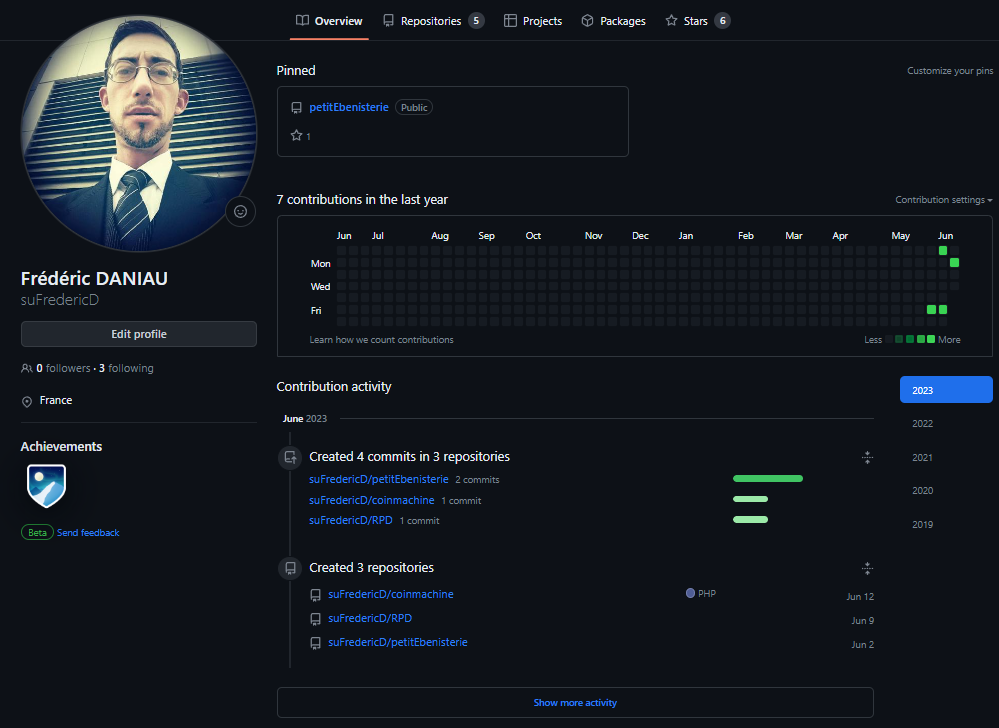 Overview Repositories 5 Projects Packages Stars 6
Pinned Customize your pins
petitEbenisterie Public
1
7 contributions in the last year Contribution settings
Jun Jul Aug Sep Oct Nov Dec Jan Feb Mar Apr May Jun
Mon
Wed
Fri
Learn how we count contributions Less More
Frédéric DANIAU
suFredericD
Edit profile
0 followers · 3 following
France
Achievements
Beta Send feedback
Contribution activity
2023
2022
2021
2020
2019
June 2023
Created 4 commits in 3 repositories
suFredericD/petitEbenisterie 2 commits
suFredericD/coinmachine 1 commit
suFredericD/RPD 1 commit
Created 3 repositories
suFredericD/coinmachine PHP Jun 12
suFredericD/RPD Jun 9
suFredericD/petitEbenisterie Jun 2
Show more activity